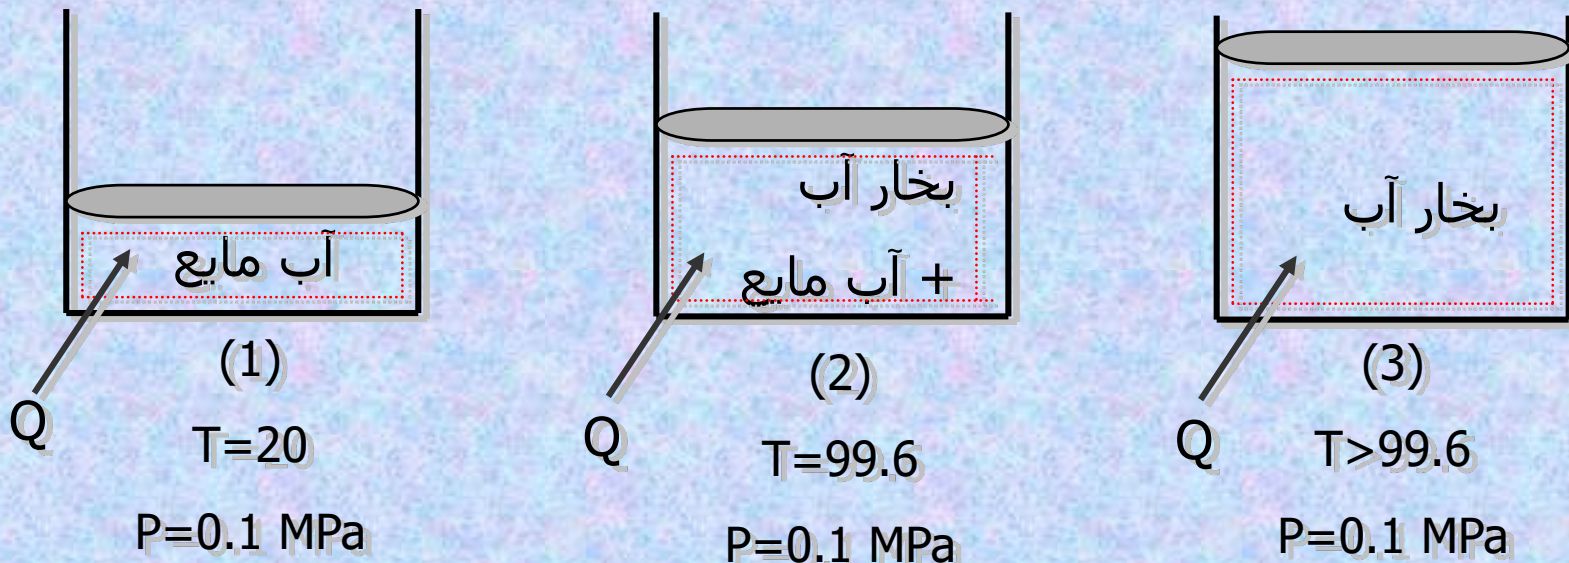 آب مایع
(1)
Q
T=20
P=0.1 MPa
بخار آب
+ آب مایع
(2)
Q
T=99.6
P=0.1 MPa
بخار آب
(3)
Q
T>99.6
P=0.1 MPa